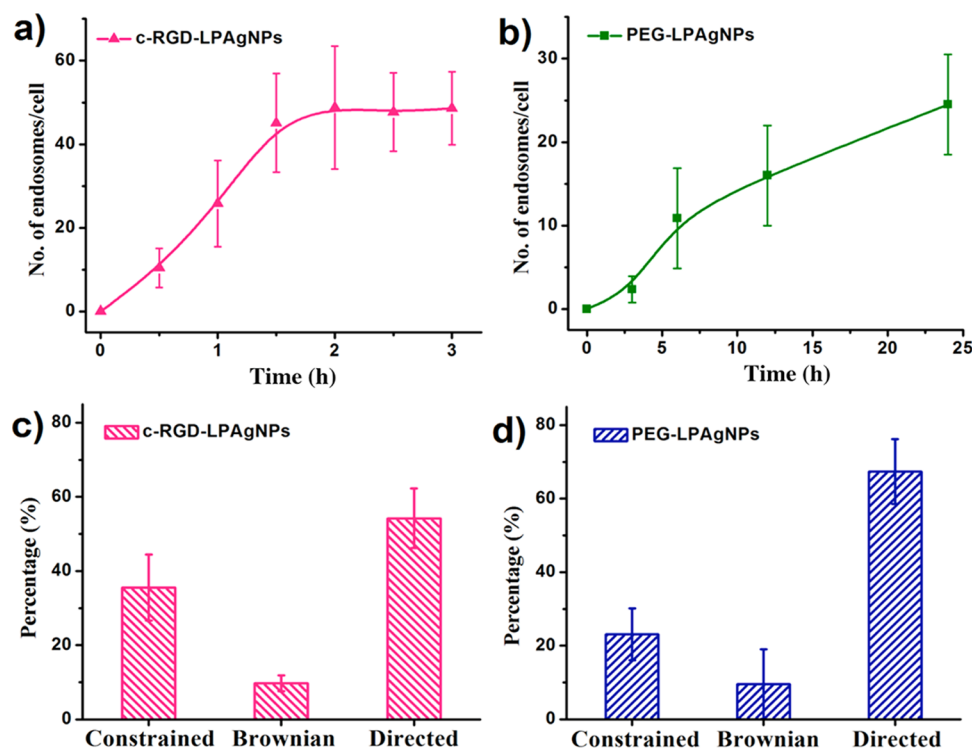 a)
c-RGD-LPAgNPs
No. of endosomes/cell
60
40
20
0
0
1
2
3
Time (h)
b)
PEG-LPAgNPs
No. of endosomes/cell
30
20
10
0
0
5
10
15
20
25
Time (h)
c)
c-RGD-LPAgNPs
Percentage (%)
80
60
40
20
0
Constrained Brownian Directed
d)
PEG-LPAgNPs
Percentage (%)
80
60
40
20
0
Constrained Brownian Directed